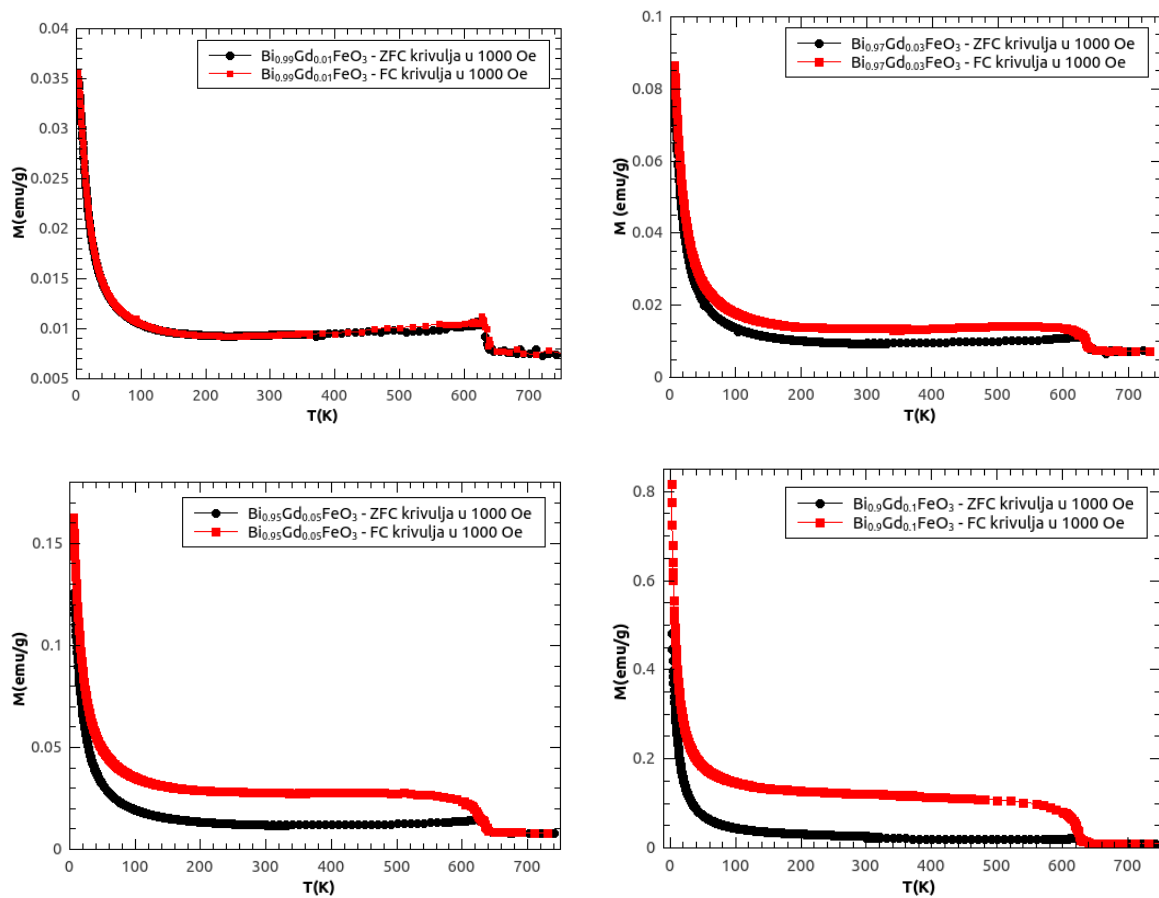 0.04
0.035
0.03
0.025
0.02
0.015
0.01
0.005
M(emu/g)
0 100 200 300 400 500 600 700
T(K)
Bi0.99Gd0.01FeO3 - ZFC krivulja u 1000 Oe
Bi0.99Gd0.01FeO3 - FC krivulja u 1000 Oe
0.1
0.08
0.06
0.04
0.02
0
M (emu/g)
0 100 200 300 400 500 600 700
T(K)
Bi0.97Gd0.03FeO3 - ZFC krivulja u 1000 Oe
Bi0.97Gd0.03FeO3 - FC krivulja u 1000 Oe
0.15
0.1
0.05
0
M(emu/g)
0 100 200 300 400 500 600 700
T(K)
Bi0.95Gd0.05FeO3 - ZFC krivulja u 1000 Oe
Bi0.95Gd0.05FeO3 - FC krivulja u 1000 Oe
0.8
0.6
0.4
0.2
0
M(emu/g)
0 100 200 300 400 500 600 700
T(K)
Bi0.9Gd0.1FeO3 - ZFC krivulja u 1000 Oe
Bi0.9Gd0.1FeO3 - FC krivulja u 1000 Oe